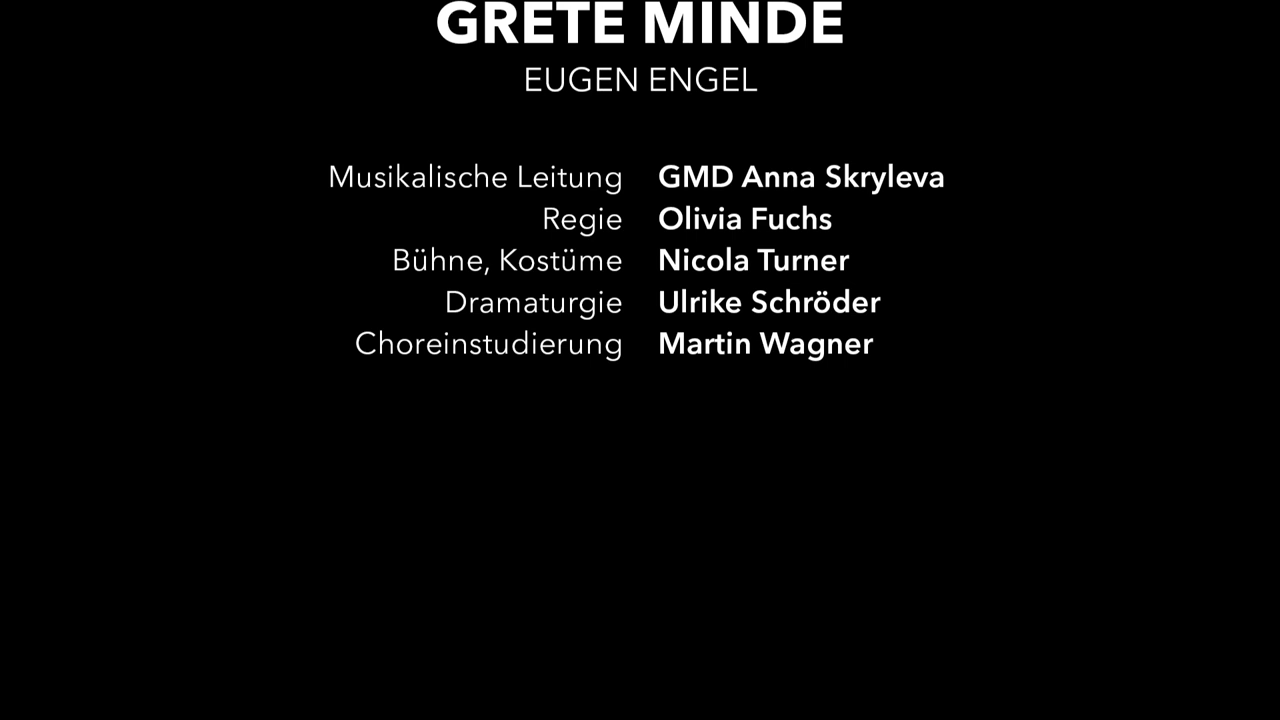 GRETE MINDE
EUGEN ENGEL
Musikalische Leitung GMD Anna Skryleva
Regie Olivia Fuchs
Bühne, Kostüme Nicola Turner
Dramaturgie Ulrike Schröder
Choreinstudierung Martin Wagner